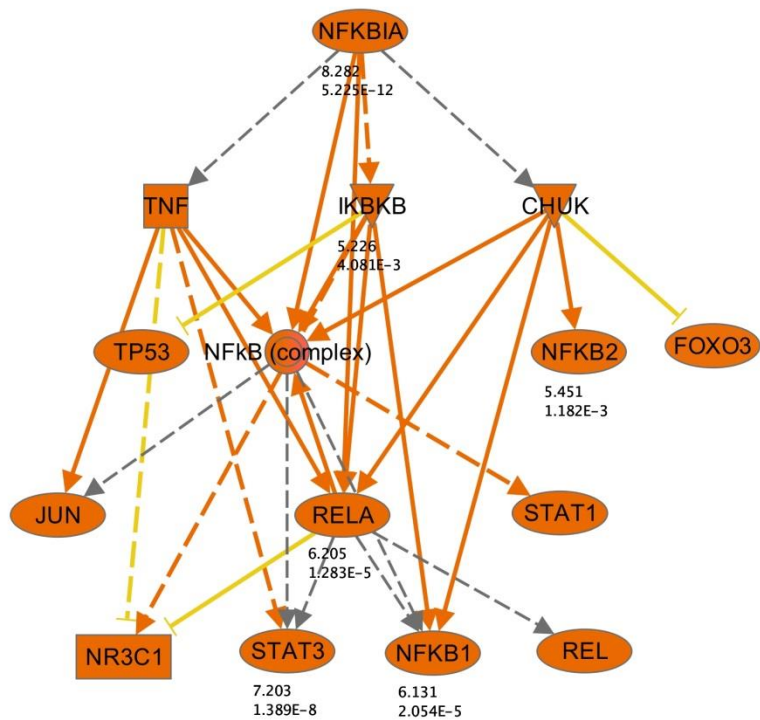 NFKBIA
8.282
5.225E-12
TNF
IKBKB
CHUK
5.226
4.081E-3
TP53
NFkB (complex)
NFKB2
FOXO3
5.451
1.182E-3
JUN
RELA
STAT1
6.205
1.283E-5
NR3C1
STAT3
NFKB1
REL
7.203
1.389E-8
6.131
2.054E-5